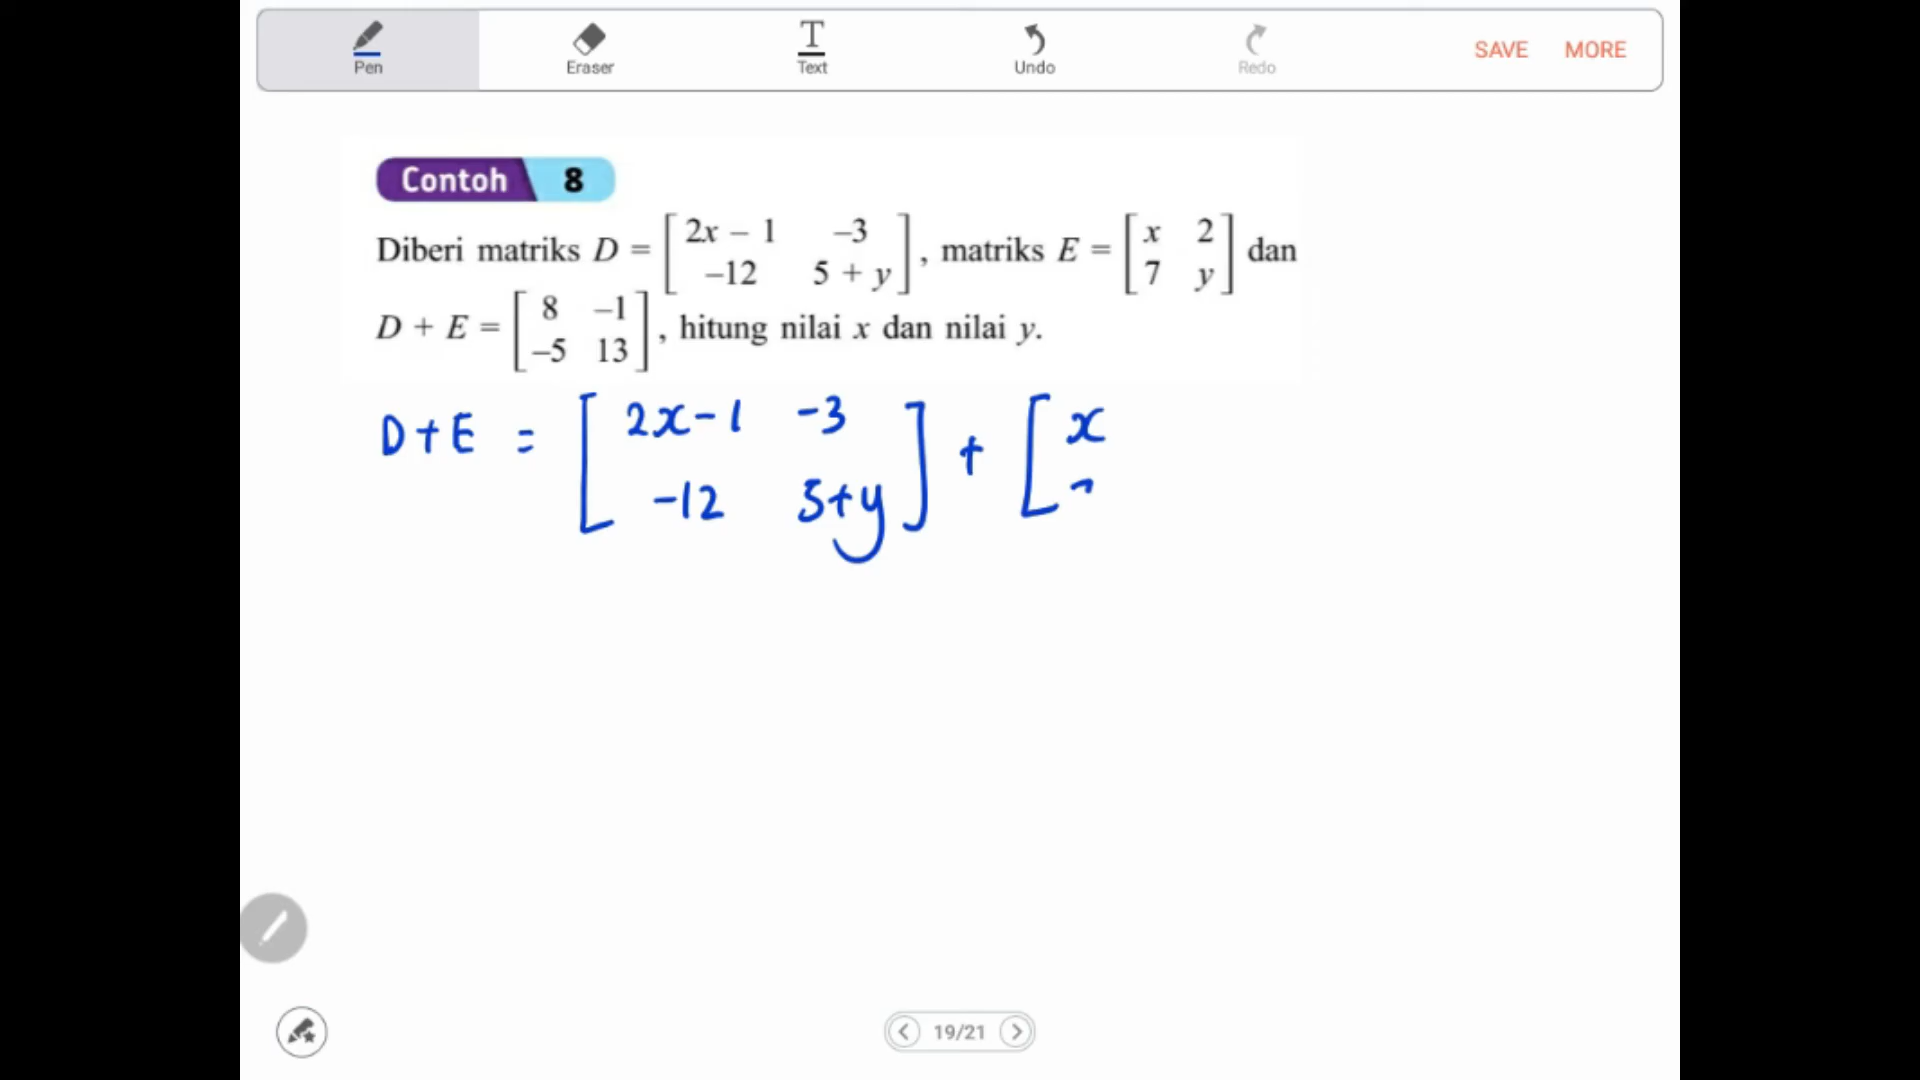 Pen Eraser Text Undo Redo SAVE MORE
Contoh 8
Diberi matriks D = [2x – 1 –3 / –12 5 + y], matriks E = [x 2 / 7 y] dan
D + E = [8 –1 / –5 13], hitung nilai x dan nilai y.
D+E = [2x-1 -3 / -12 5+y] + [x
19/21